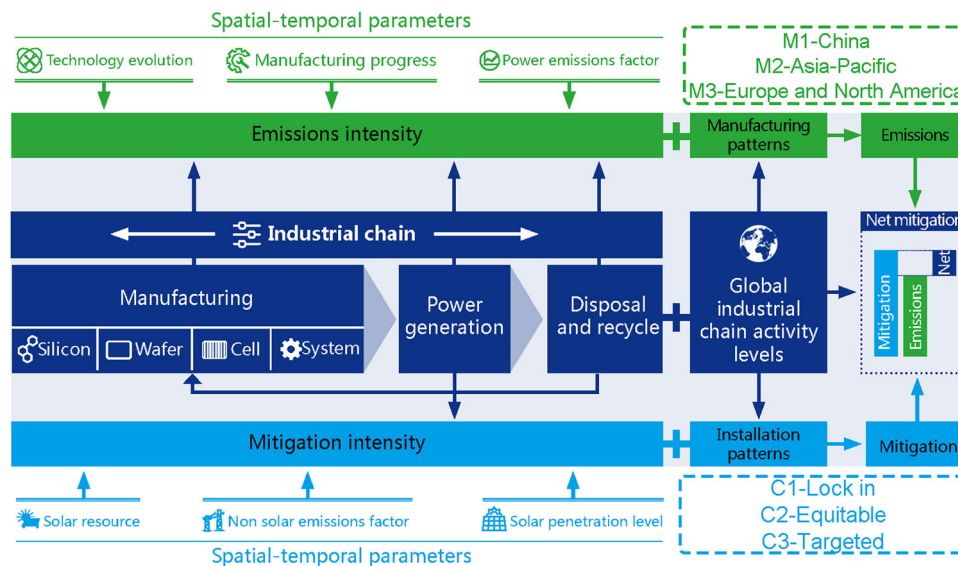 Spatial-temporal parameters
Technology evolution
Manufacturing progress
Power emissions factor
M1-China
M2-Asia-Pacific
M3-Europe and North America
Emissions intensity
Manufacturing
patterns
Emissions
Industrial chain
Net mitigation
Manufacturing
Silicon
Wafer
Cell
System
Power
generation
Disposal
and recycle
Global
industrial
chain activity
levels
Mitigation
Emissions
Net
Mitigation intensity
Installation
patterns
Mitigation
Solar resource
Non solar emissions factor
Solar penetration level
Spatial-temporal parameters
C1-Lock in
C2-Equitable
C3-Targeted